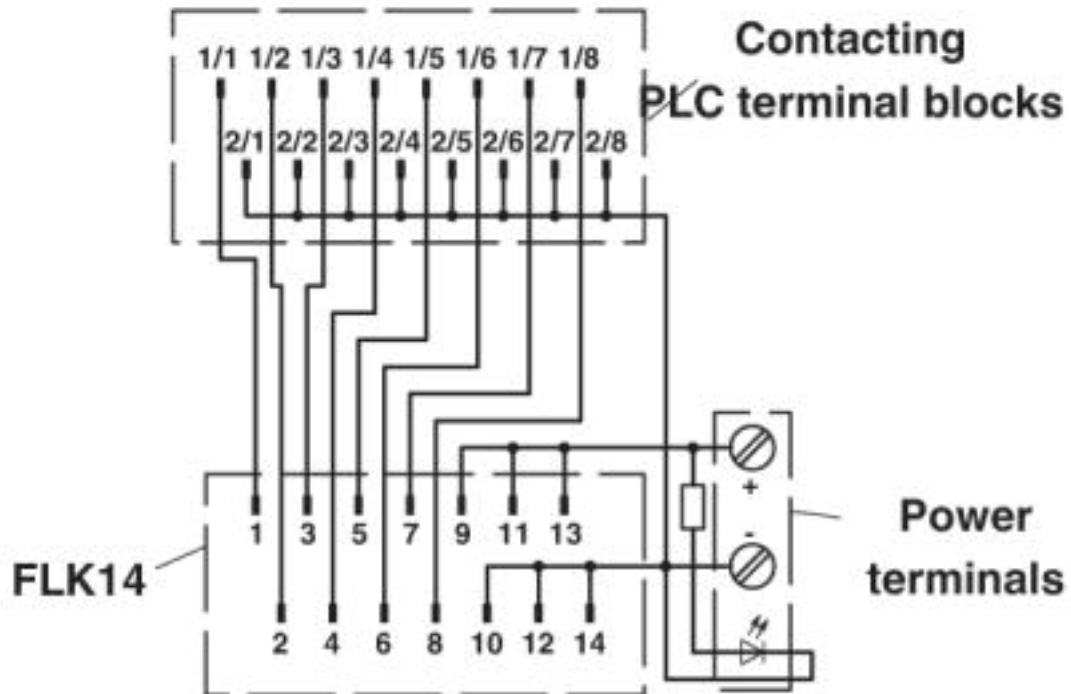 Contacting
PLC terminal blocks
1/1 1/2 1/3 1/4 1/5 1/6 1/7 1/8
2/1 2/2 2/3 2/4 2/5 2/6 2/7 2/8
+
-
Power
terminals
1 3 5 7 9 11 13
FLK14
2 4 6 8 10 12 14